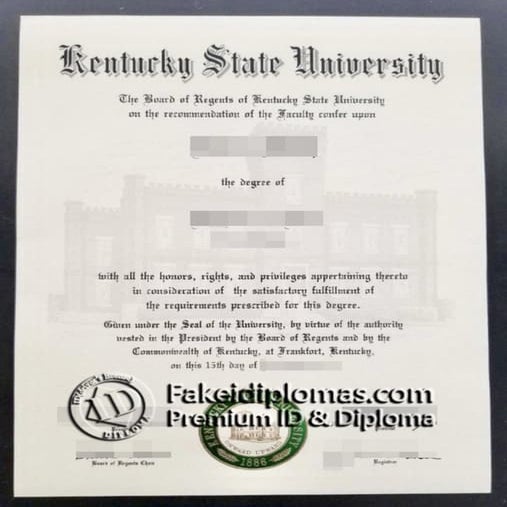 Kentucky State University
The Board of Regents of Kentucky State University
on the recommendation of the Faculty confer upon
the degree of
with all the honors, rights, and privileges appertaining thereto
in consideration of the satisfactory fulfillment of
the requirements prescribed for this degree.
Given under the Seal of the University, by virtue of the authority
vested in the President by the Board of Regents and by the
Commonwealth of Kentucky, at Frankfort, Kentucky,
on this 15th day of
Fakeidiplomas.com
ID
Premium ID & Diploma
1886
Board of Regents Chair
Registrar